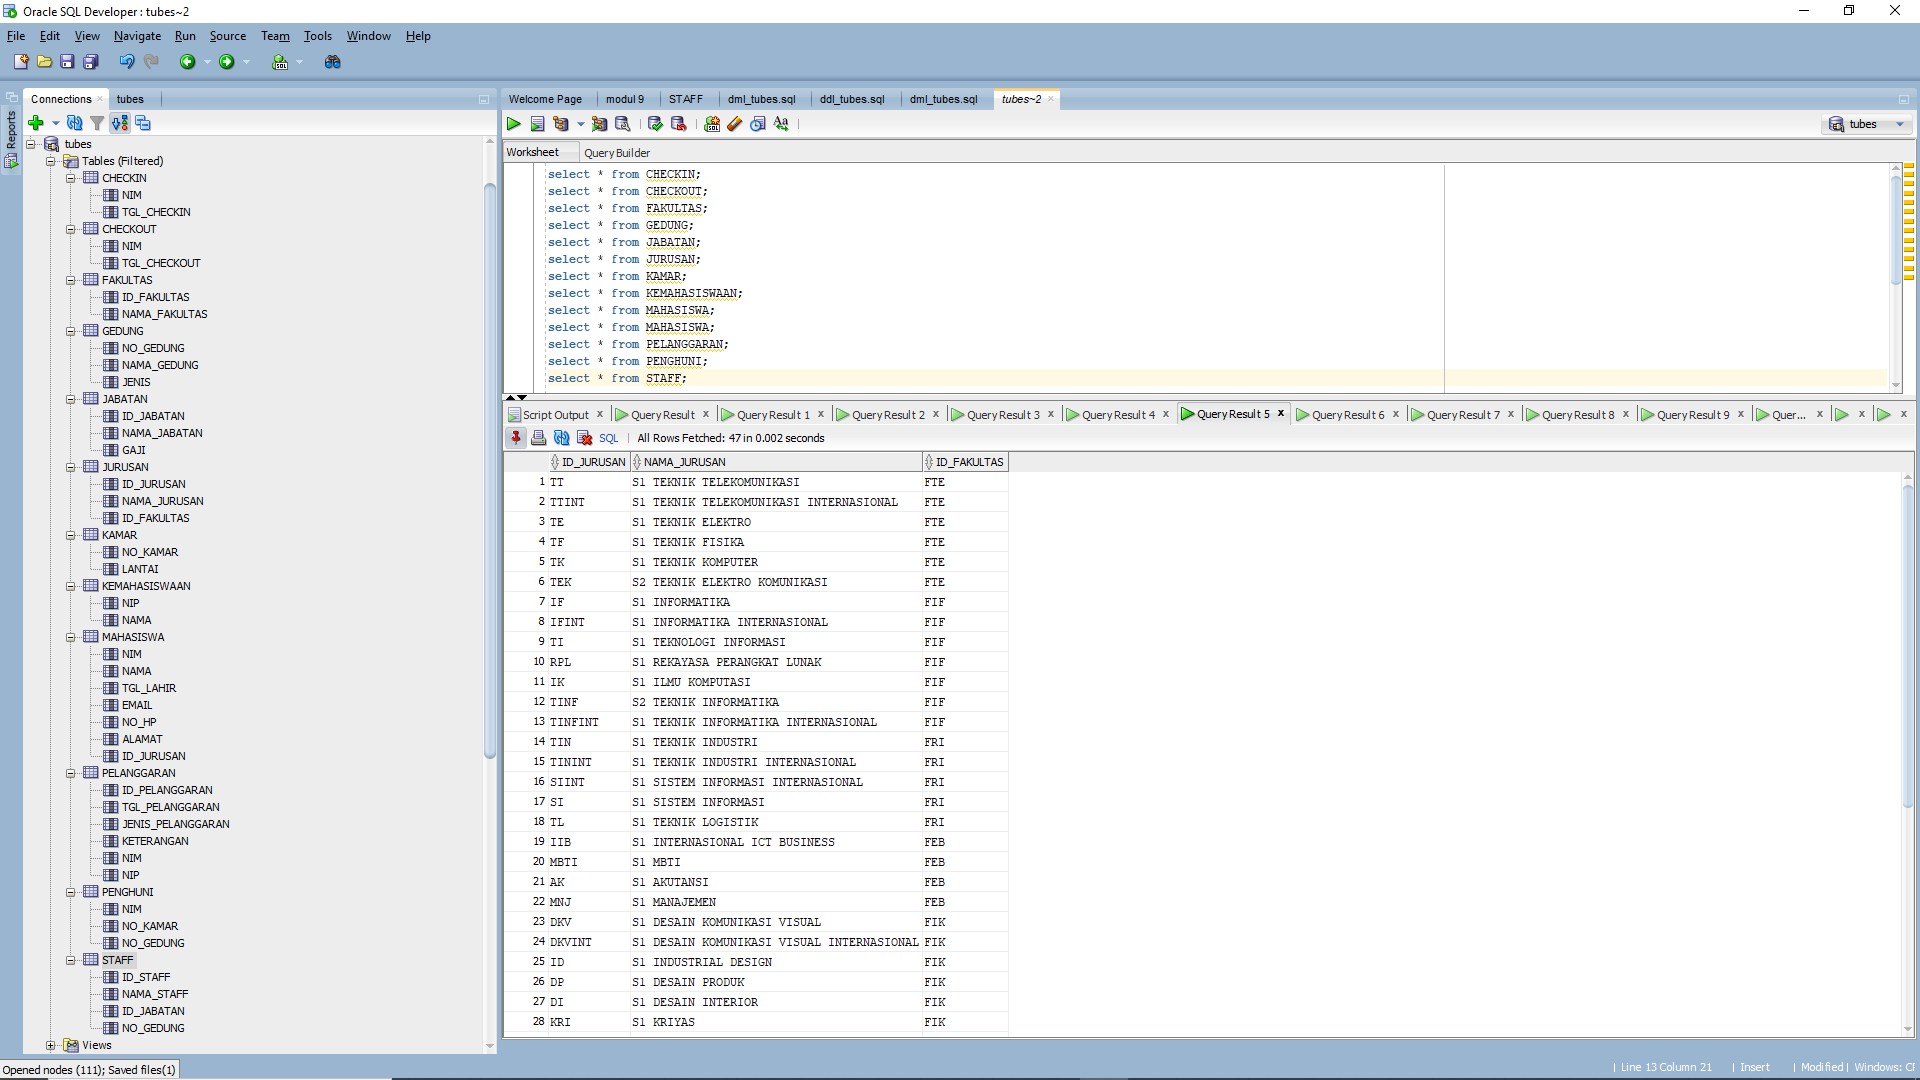 Oracle SQL Developer : tubes~2
File Edit View Navigate Run Source Team Tools Window Help
Reports
Connections
tubes
tubes
Tables (Filtered)
CHECKIN
NIM
TGL_CHECKIN
CHECKOUT
NIM
TGL_CHECKOUT
FAKULTAS
ID_FAKULTAS
NAMA_FAKULTAS
GEDUNG
NO_GEDUNG
NAMA_GEDUNG
JENIS
JABATAN
ID_JABATAN
NAMA_JABATAN
GAJI
JURUSAN
ID_JURUSAN
NAMA_JURUSAN
ID_FAKULTAS
KAMAR
NO_KAMAR
LANTAI
KEMAHASISWAAN
NIP
NAMA
MAHASISWA
NIM
NAMA
TGL_LAHIR
EMAIL
NO_HP
ALAMAT
ID_JURUSAN
PELANGGARAN
ID_PELANGGARAN
TGL_PELANGGARAN
JENIS_PELANGGARAN
KETERANGAN
NIM
NIP
PENGHUNI
NIM
NO_KAMAR
NO_GEDUNG
STAFF
ID_STAFF
NAMA_STAFF
ID_JABATAN
NO_GEDUNG
Views
Welcome Page modul 9 STAFF dml_tubes.sql ddl_tubes.sql dml_tubes.sql tubes~2
tubes
Worksheet Query Builder
select * from CHECKIN;
select * from CHECKOUT;
select * from FAKULTAS;
select * from GEDUNG;
select * from JABATAN;
select * from JURUSAN;
select * from KAMAR;
select * from KEMAHASISWAAN;
select * from MAHASISWA;
select * from MAHASISWA;
select * from PELANGGARAN;
select * from PENGHUNI;
select * from STAFF;
Script Output x Query Result x Query Result 1 x Query Result 2 x Query Result 3 x Query Result 4 x Query Result 5 x Query Result 6 x Query Result 7 x Query Result 8 x Query Result 9 x Quer... x x x
SQL | All Rows Fetched: 47 in 0.002 seconds
ID_JURUSAN NAMA_JURUSAN ID_FAKULTAS
1 TT S1 TEKNIK TELEKOMUNIKASI FTE
2 TTINT S1 TEKNIK TELEKOMUNIKASI INTERNASIONAL FTE
3 TE S1 TEKNIK ELEKTRO FTE
4 TF S1 TEKNIK FISIKA FTE
5 TK S1 TEKNIK KOMPUTER FTE
6 TEK S2 TEKNIK ELEKTRO KOMUNIKASI FTE
7 IF S1 INFORMATIKA FIF
8 IFINT S1 INFORMATIKA INTERNASIONAL FIF
9 TI S1 TEKNOLOGI INFORMASI FIF
10 RPL S1 REKAYASA PERANGKAT LUNAK FIF
11 IK S1 ILMU KOMPUTASI FIF
12 TINF S2 TEKNIK INFORMATIKA FIF
13 TINFINT S1 TEKNIK INFORMATIKA INTERNASIONAL FIF
14 TIN S1 TEKNIK INDUSTRI FRI
15 TININT S1 TEKNIK INDUSTRI INTERNASIONAL FRI
16 SIINT S1 SISTEM INFORMASI INTERNASIONAL FRI
17 SI S1 SISTEM INFORMASI FRI
18 TL S1 TEKNIK LOGISTIK FRI
19 IIB S1 INTERNASIONAL ICT BUSINESS FEB
20 MBTI S1 MBTI FEB
21 AK S1 AKUTANSI FEB
22 MNJ S1 MANAJEMEN FEB
23 DKV S1 DESAIN KOMUNIKASI VISUAL FIK
24 DKVINT S1 DESAIN KOMUNIKASI VISUAL INTERNASIONAL FIK
25 ID S1 INDUSTRIAL DESIGN FIK
26 DP S1 DESAIN PRODUK FIK
27 DI S1 DESAIN INTERIOR FIK
28 KRI S1 KRIYAS FIK
Opened nodes (111); Saved files(1)
| Line 13 Column 21 | Insert | Modified | Windows: CF